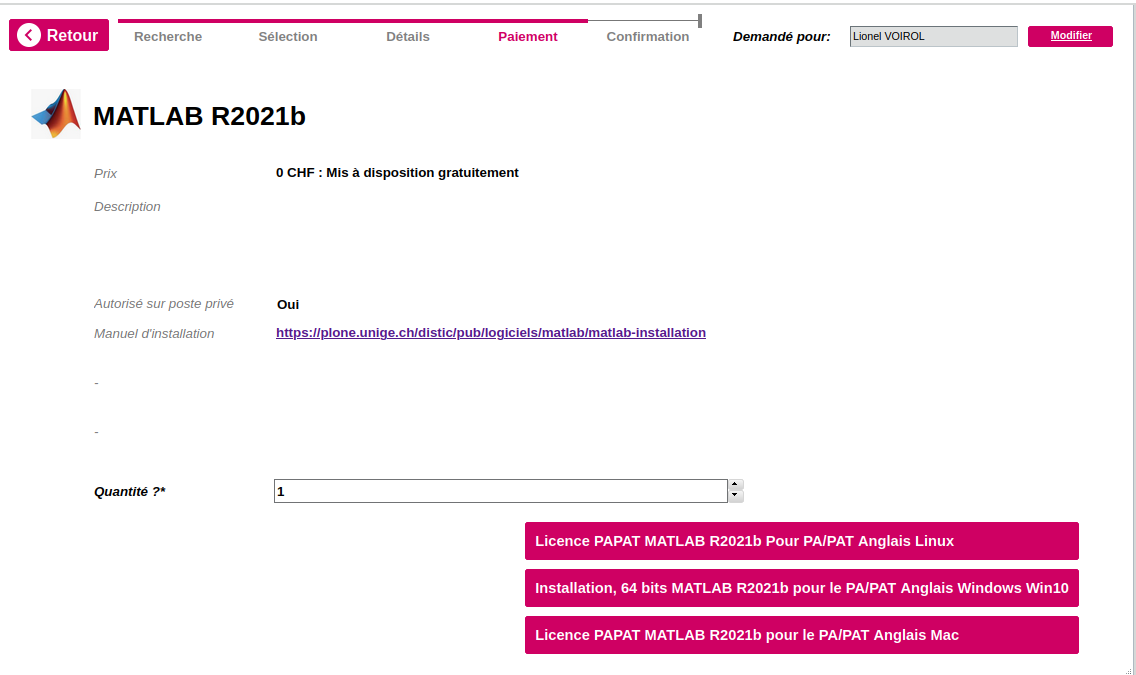 Retour
Recherche Sélection Détails Paiement Confirmation Demandé pour: Lionel VOIROL Modifier
MATLAB R2021b
Prix 0 CHF : Mis à disposition gratuitement
Description
Autorisé sur poste privé Oui
Manuel d'installation https://plone.unige.ch/distic/pub/logiciels/matlab/matlab-installation
-
-
Quantité ?* 1
Licence PAPAT MATLAB R2021b Pour PA/PAT Anglais Linux
Installation, 64 bits MATLAB R2021b pour le PA/PAT Anglais Windows Win10
Licence PAPAT MATLAB R2021b pour le PA/PAT Anglais Mac